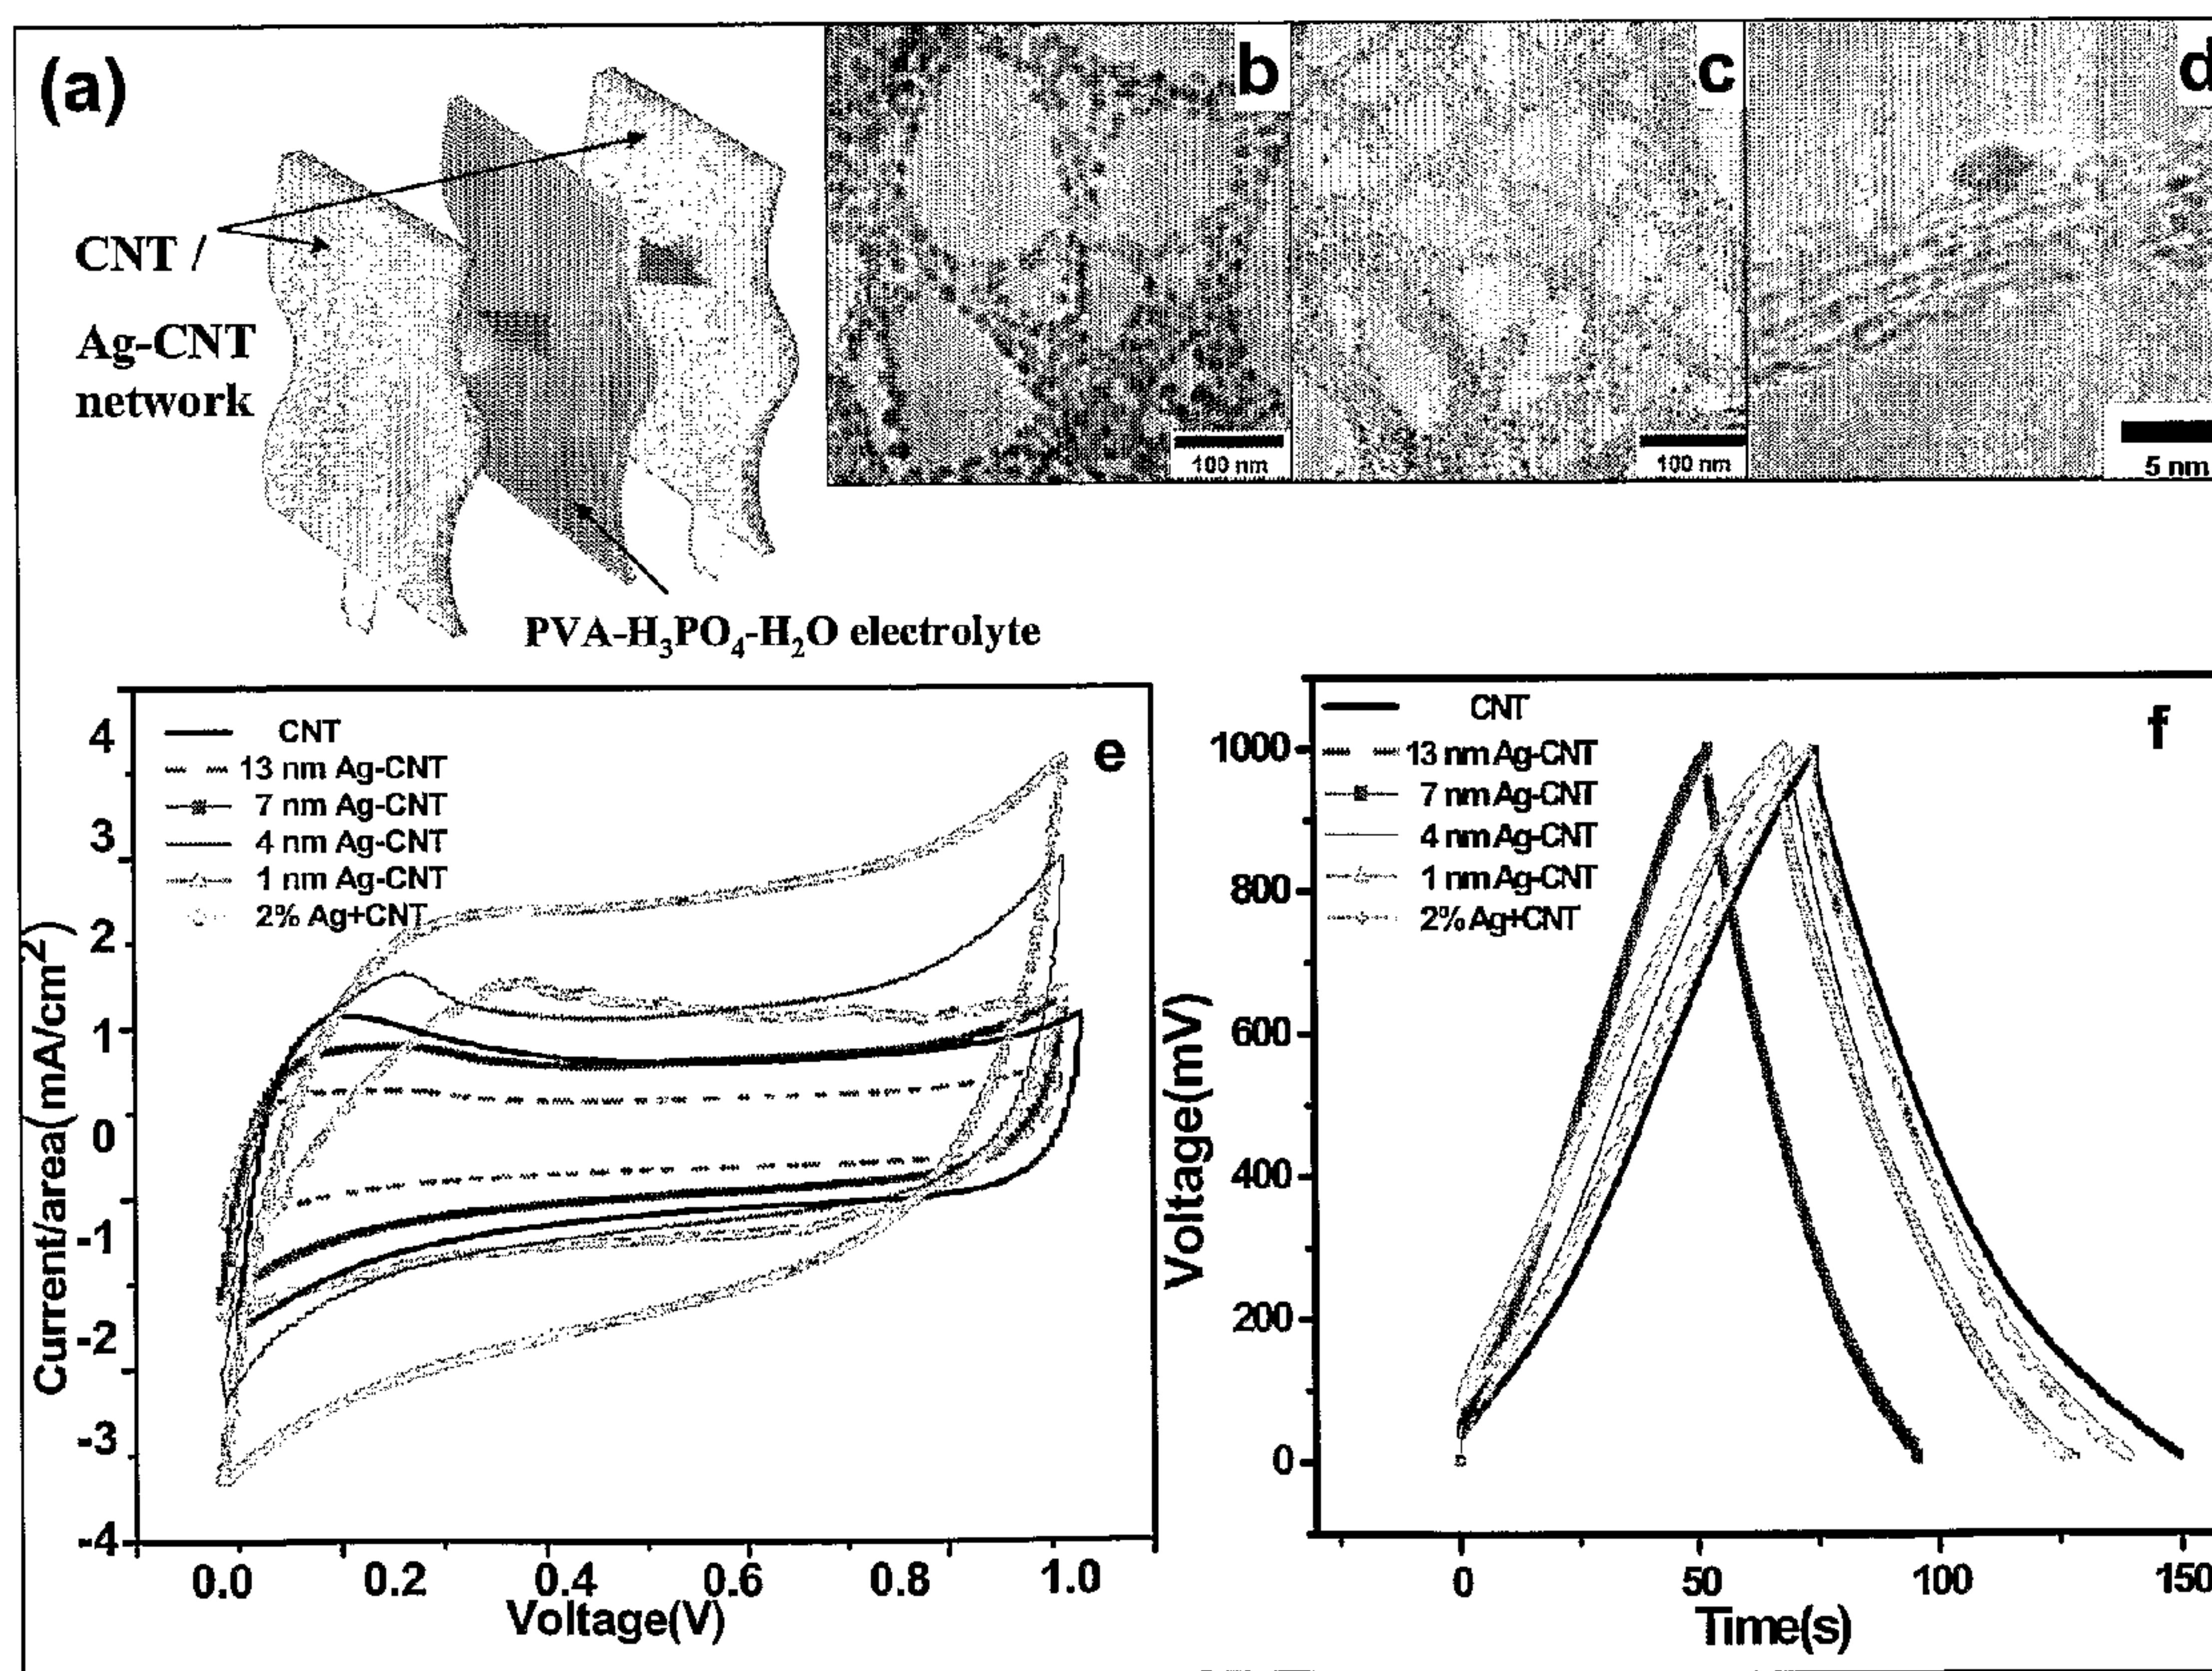 (a)
CNT /
Ag-CNT
network
PVA-H₃PO₄-H₂O electrolyte
b
100 nm
c
100 nm
d
5 nm
e
CNT
13 nm Ag-CNT
7 nm Ag-CNT
4 nm Ag-CNT
1 nm Ag-CNT
2% Ag+CNT
Current/area(mA/cm²)
4
3
2
1
0
-1
-2
-3
-4
0.0 0.2 0.4 0.6 0.8 1.0
Voltage(V)
f
CNT
13 nm Ag-CNT
7 nm Ag-CNT
4 nm Ag-CNT
1 nm Ag-CNT
2% Ag+CNT
Voltage(mV)
1000
800
600
400
200
0
0 50 100 150
Time(s)